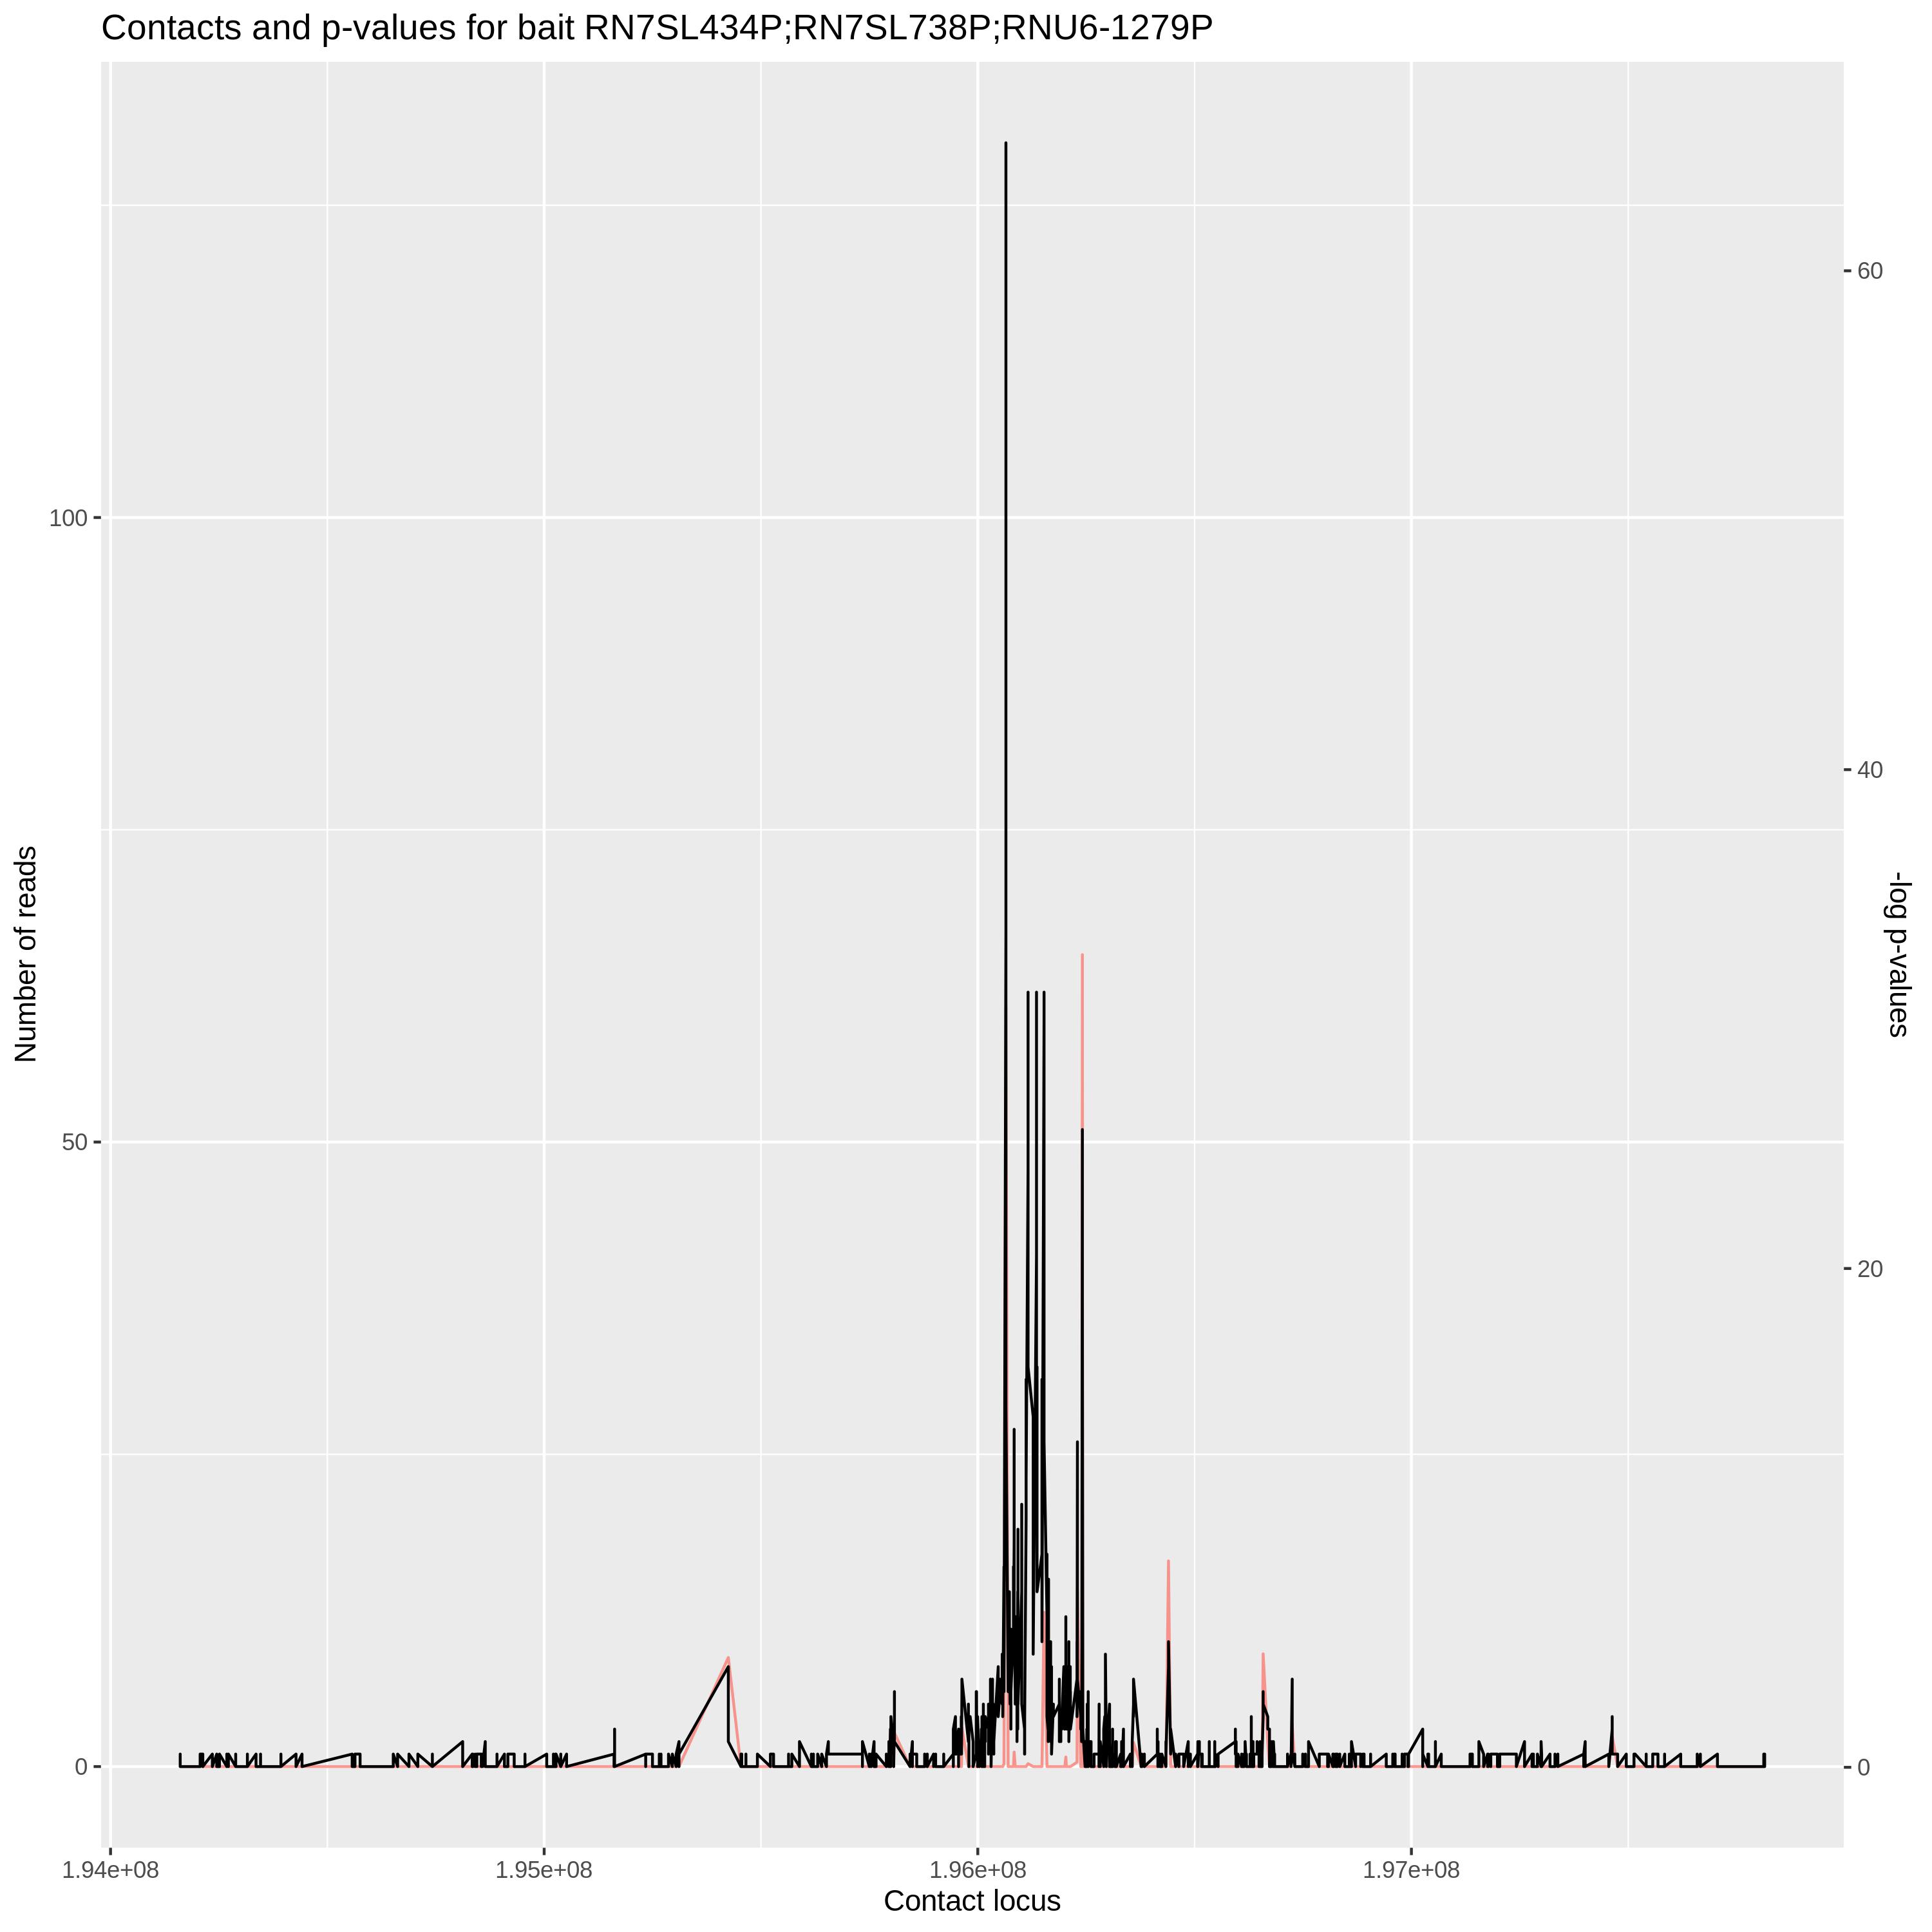 Contacts and p-values for bait RN7SL434P;RN7SL738P;RNU6-1279P
Number of reads
100
50
0
60
40
20
0
-log p-values
1.94e+08
1.95e+08
1.96e+08
1.97e+08
Contact locus